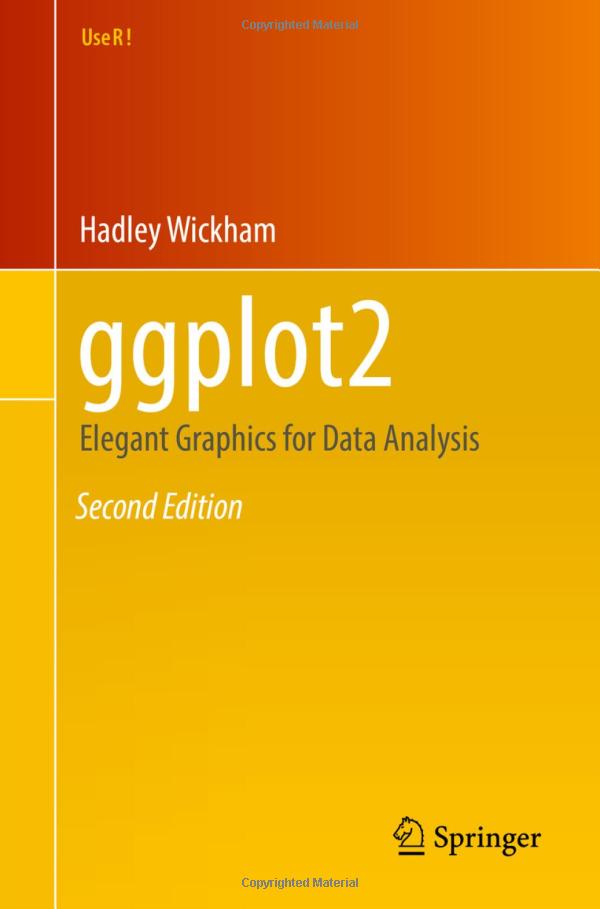 Copyrighted Material
Use R!
Hadley Wickham
ggplot2
Elegant Graphics for Data Analysis
Second Edition
Springer
Copyrighted Material